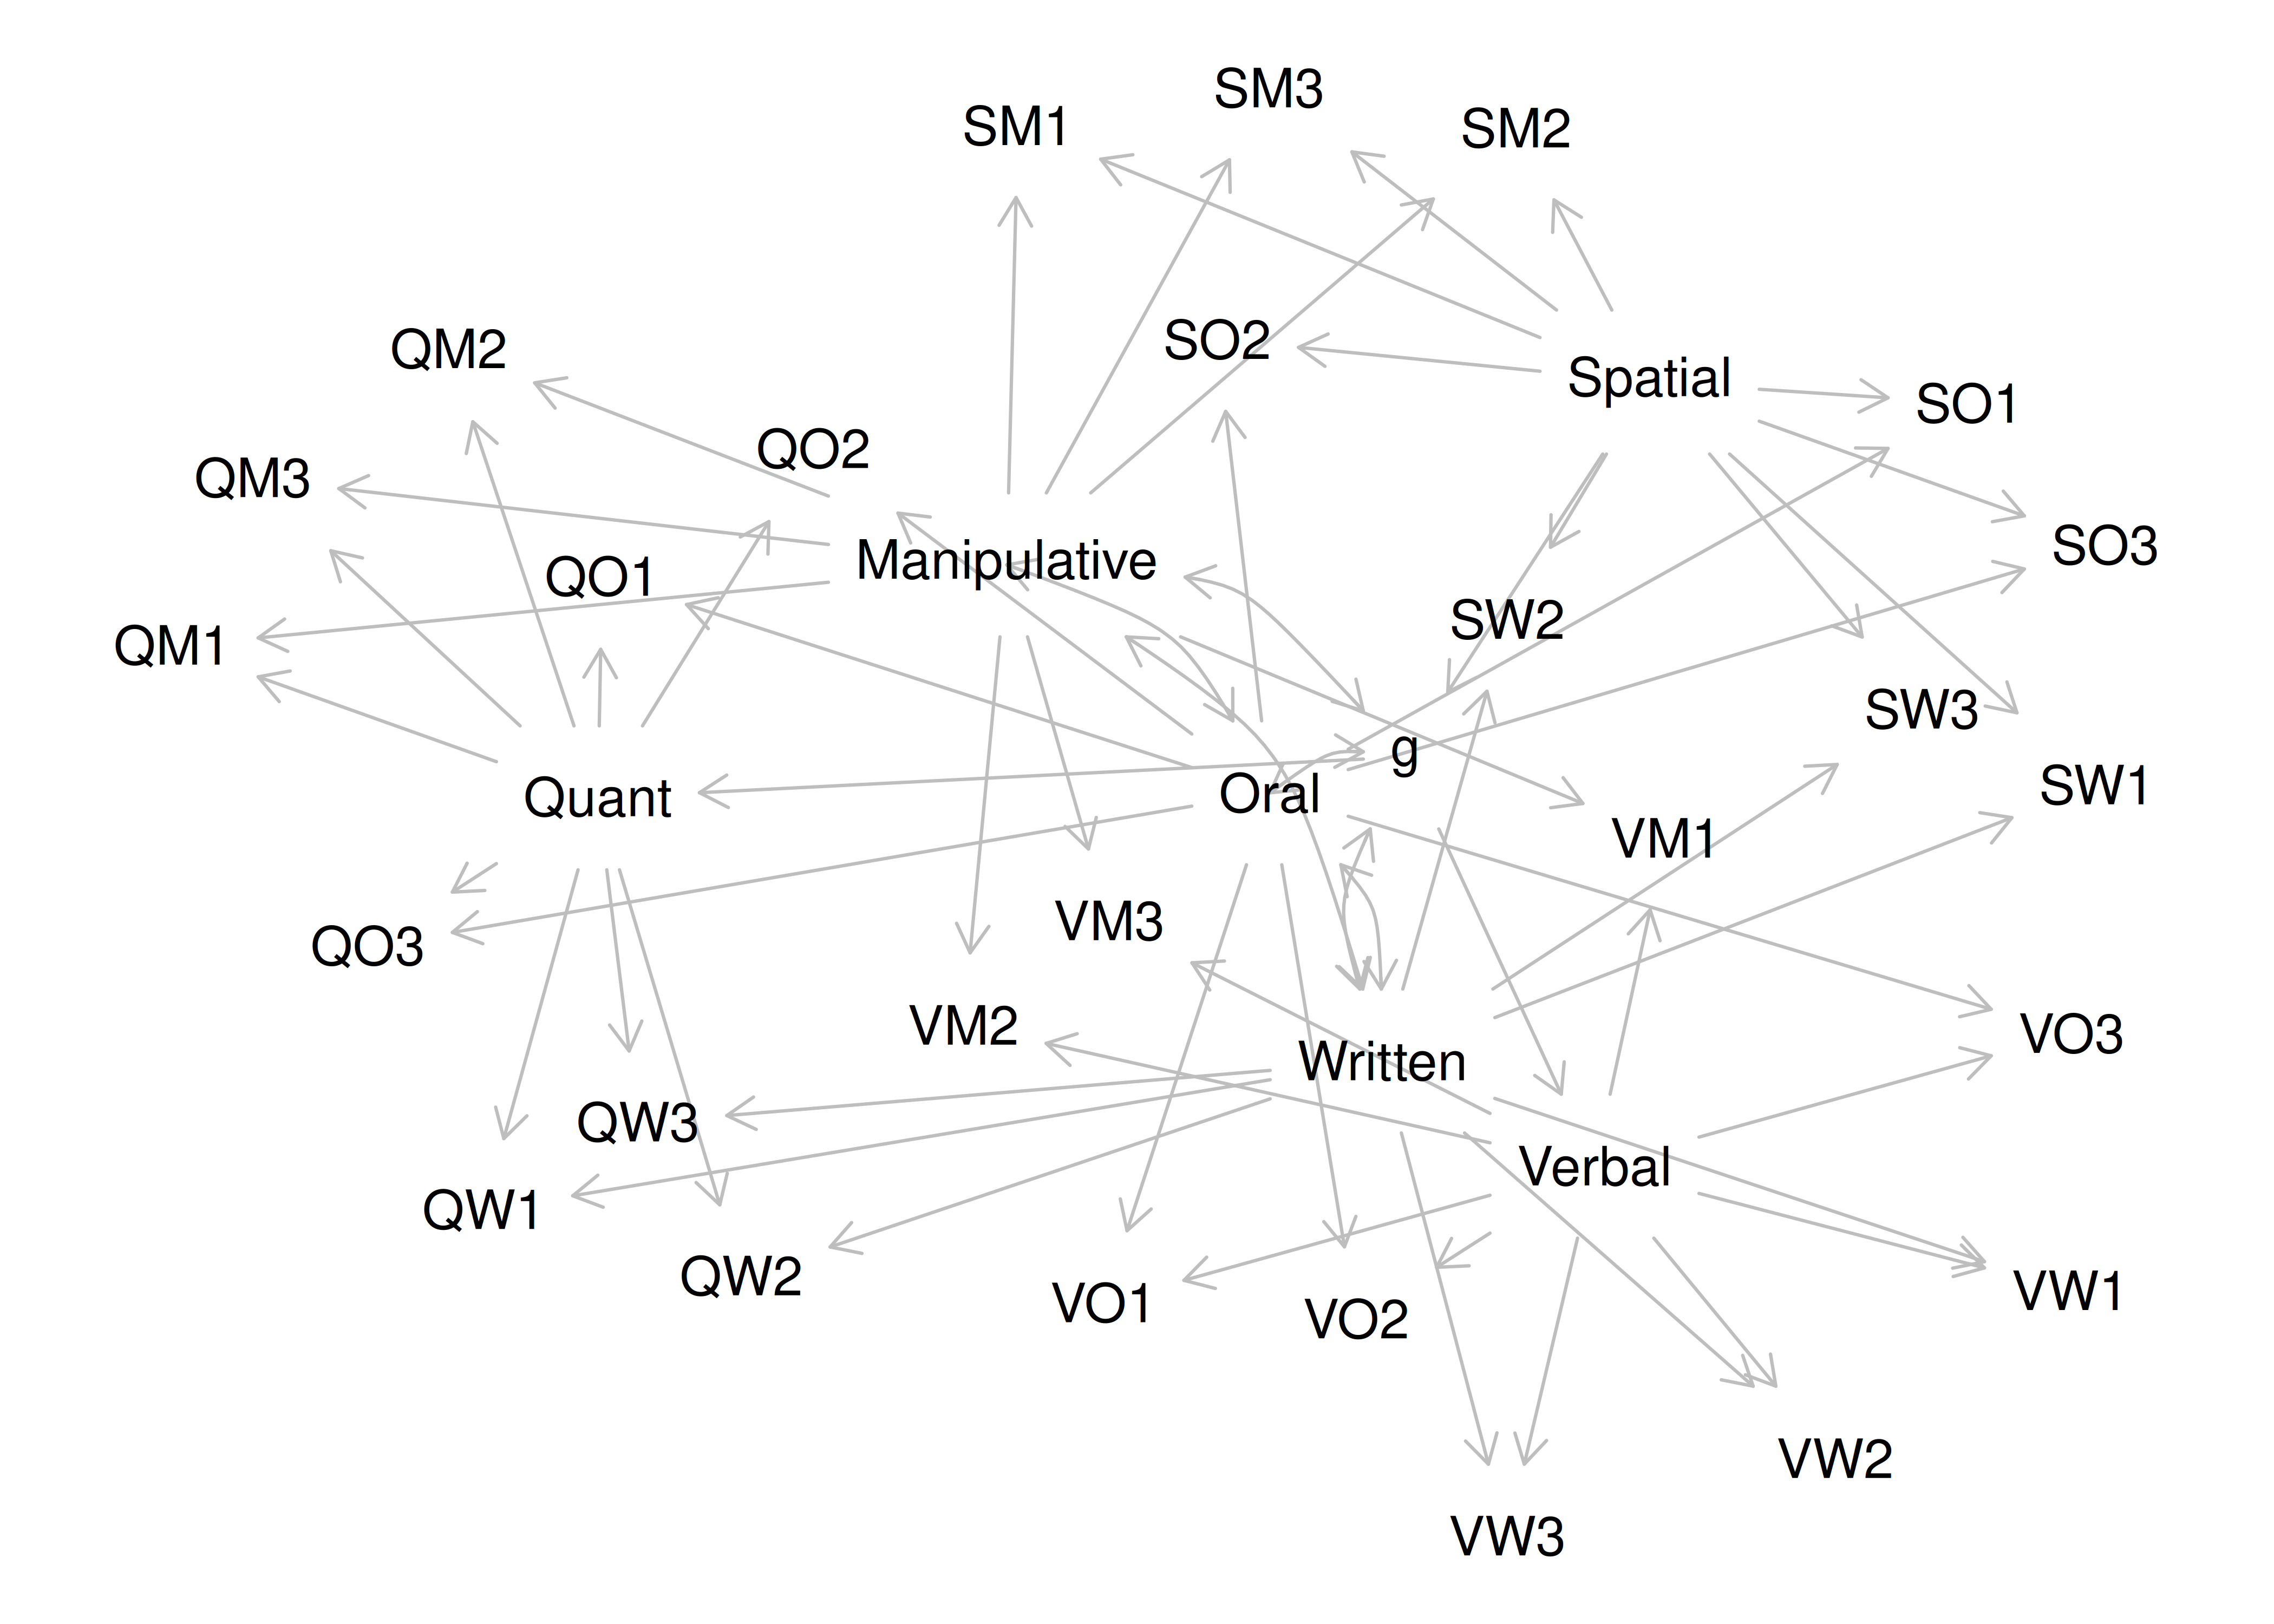 SM3
SM1
SM2
SO2
QM2
Spatial
SO1
QO2
QM3
SO3
Manipulative
QO1
SW2
QM1
SW3
g
SW1
Oral
Quant
VM1
VM3
QO3
VM2
VO3
Written
QW3
Verbal
QW1
QW2
VW1
VO1
VO2
VW2
VW3